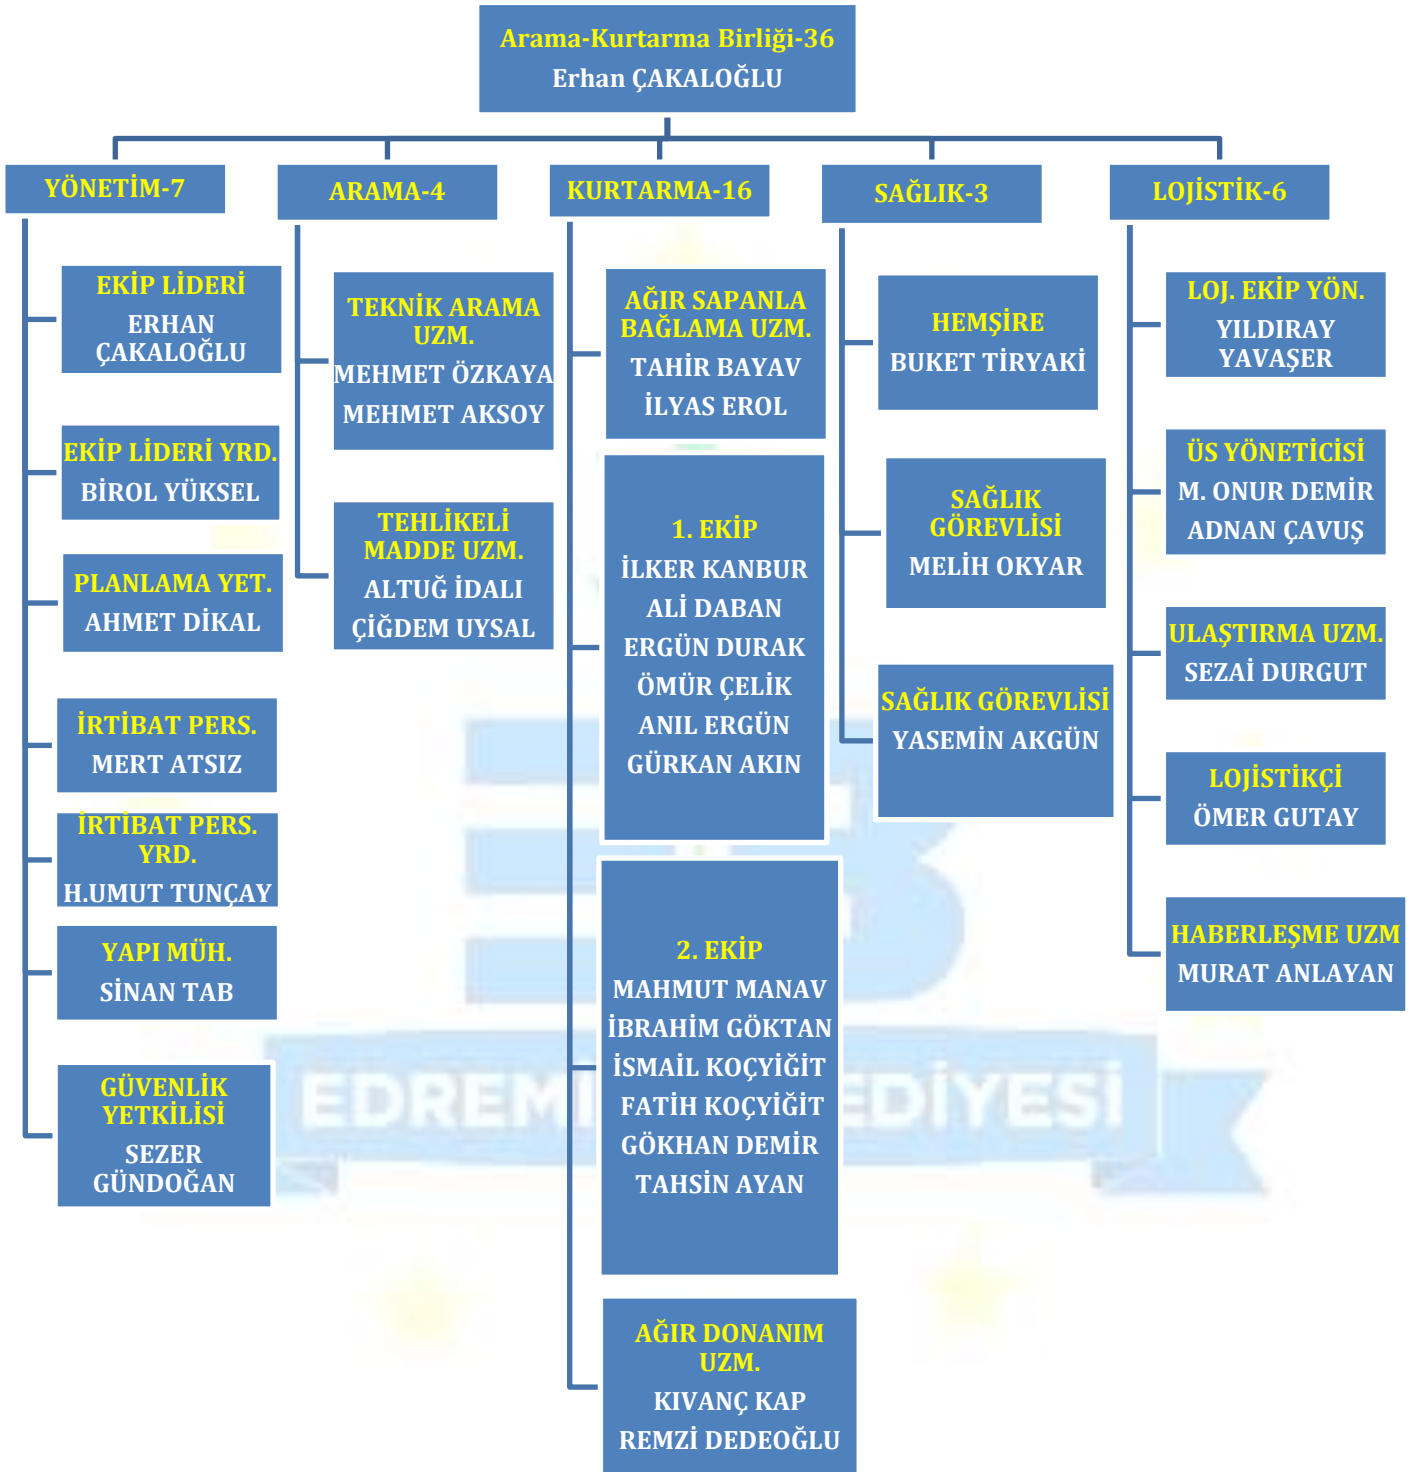 Arama-Kurtarma Birliği-36
Erhan ÇAKALOĞLU
YÖNETİM-7
EKİP LİDERİ
ERHAN
ÇAKALOĞLU
EKİP LİDERİ YRD.
BİROL YÜKSEL
PLANLAMA YET.
AHMET DİKAL
İRTİBAT PERS.
MERT ATSIZ
İRTİBAT PERS.
YRD.
H.UMUT TUNÇAY
YAPI MÜH.
SİNAN TAB
GÜVENLİK
YETKİLİSİ
SEZER
GÜNDOĞAN
ARAMA-4
TEKNİK ARAMA
UZM.
MEHMET ÖZKAYA
MEHMET AKSOY
TEHLİKELİ
MADDE UZM.
ALTUĞ İDALI
ÇİĞDEM UYSAL
KURTARMA-16
AĞIR SAPANLA
BAĞLAMA UZM.
TAHİR BAYAV
İLYAS EROL
1. EKİP
İLKER KANBUR
ALİ DABAN
ERGÜN DURAK
ÖMÜR ÇELİK
ANIL ERGÜN
GÜRKAN AKIN
2. EKİP
MAHMUT MANAV
İBRAHİM GÖKTAN
İSMAİL KOÇYİĞİT
FATİH KOÇYİĞİT
GÖKHAN DEMİR
TAHSİN AYAN
AĞIR DONANIM
UZM.
KIVANÇ KAP
REMZİ DEDEOĞLU
SAĞLIK-3
HEMŞİRE
BUKET TİRYAKİ
SAĞLIK
GÖREVLİSİ
MELİH OKYAR
SAĞLIK GÖREVLİSİ
YASEMİN AKGÜN
LOJİSTİK-6
LOJ. EKİP YÖN.
YILDIRAY
YAVAŞER
ÜS YÖNETİCİSİ
M. ONUR DEMİR
ADNAN ÇAVUŞ
ULAŞTIRMA UZM.
SEZAİ DURGUT
LOJİSTİKÇİ
ÖMER GUTAY
HABERLEŞME UZM
MURAT ANLAYAN